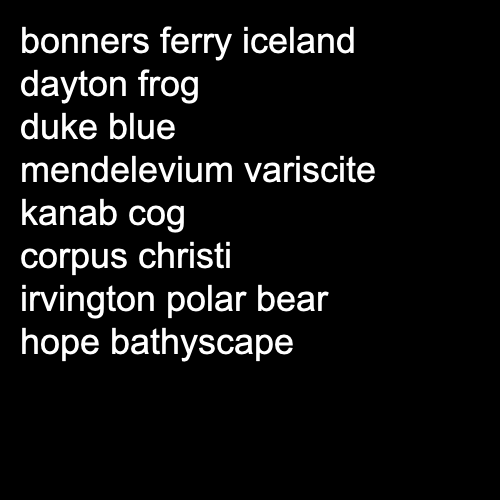 bonners ferry iceland
dayton frog
duke blue
mendelevium variscite
kanab cog
corpus christi
irvington polar bear
hope bathyscape